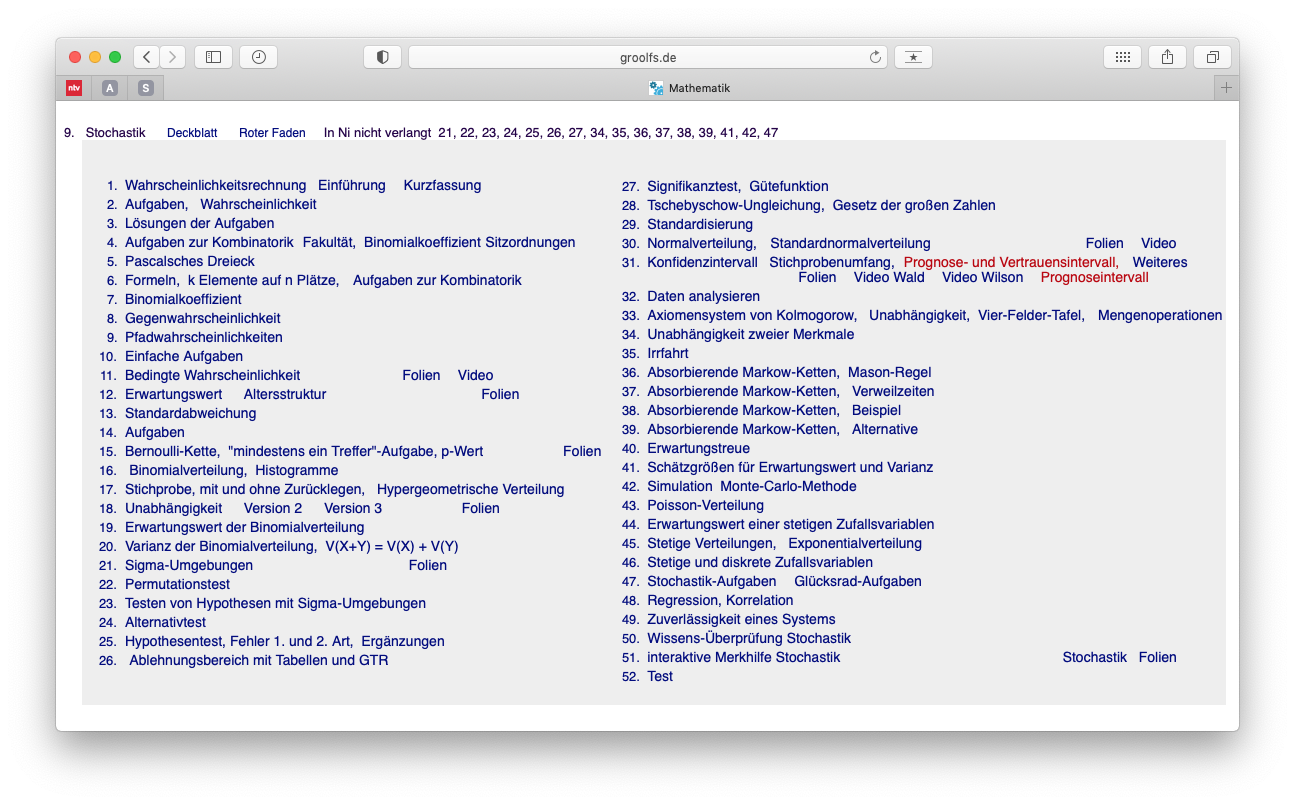 groolfs.de
ntv A S Mathematik
9. Stochastik Deckblatt Roter Faden In Ni nicht verlangt 21, 22, 23, 24, 25, 26, 27, 34, 35, 36, 37, 38, 39, 41, 42, 47
1. Wahrscheinlichkeitsrechnung Einführung Kurzfassung
2. Aufgaben, Wahrscheinlichkeit
3. Lösungen der Aufgaben
4. Aufgaben zur Kombinatorik Fakultät, Binomialkoeffizient Sitzordnungen
5. Pascalsches Dreieck
6. Formeln, k Elemente auf n Plätze, Aufgaben zur Kombinatorik
7. Binomialkoeffizient
8. Gegenwahrscheinlichkeit
9. Pfadwahrscheinlichkeiten
10. Einfache Aufgaben
11. Bedingte Wahrscheinlichkeit Folien Video
12. Erwartungswert Altersstruktur Folien
13. Standardabweichung
14. Aufgaben
15. Bernoulli-Kette, "mindestens ein Treffer"-Aufgabe, p-Wert Folien
16. Binomialverteilung, Histogramme
17. Stichprobe, mit und ohne Zurücklegen, Hypergeometrische Verteilung
18. Unabhängigkeit Version 2 Version 3 Folien
19. Erwartungswert der Binomialverteilung
20. Varianz der Binomialverteilung, V(X+Y) = V(X) + V(Y)
21. Sigma-Umgebungen Folien
22. Permutationstest
23. Testen von Hypothesen mit Sigma-Umgebungen
24. Alternativtest
25. Hypothesentest, Fehler 1. und 2. Art, Ergänzungen
26. Ablehnungsbereich mit Tabellen und GTR
27. Signifikanztest, Gütefunktion
28. Tschebyschow-Ungleichung, Gesetz der großen Zahlen
29. Standardisierung
30. Normalverteilung, Standardnormalverteilung Folien Video
31. Konfidenzintervall Stichprobenumfang, Prognose- und Vertrauensintervall, Weiteres
Folien Video Wald Video Wilson Prognoseintervall
32. Daten analysieren
33. Axiomensystem von Kolmogorow, Unabhängigkeit, Vier-Felder-Tafel, Mengenoperationen
34. Unabhängigkeit zweier Merkmale
35. Irrfahrt
36. Absorbierende Markow-Ketten, Mason-Regel
37. Absorbierende Markow-Ketten, Verweilzeiten
38. Absorbierende Markow-Ketten, Beispiel
39. Absorbierende Markow-Ketten, Alternative
40. Erwartungstreue
41. Schätzgrößen für Erwartungswert und Varianz
42. Simulation Monte-Carlo-Methode
43. Poisson-Verteilung
44. Erwartungswert einer stetigen Zufallsvariablen
45. Stetige Verteilungen, Exponentialverteilung
46. Stetige und diskrete Zufallsvariablen
47. Stochastik-Aufgaben Glücksrad-Aufgaben
48. Regression, Korrelation
49. Zuverlässigkeit eines Systems
50. Wissens-Überprüfung Stochastik
51. interaktive Merkhilfe Stochastik Stochastik Folien
52. Test